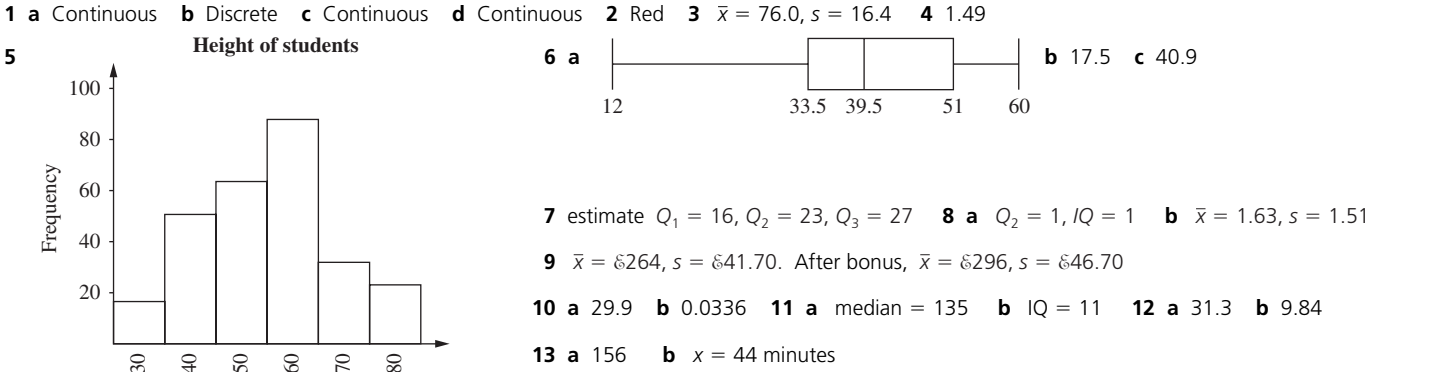 1 a Continuous b Discrete c Continuous d Continuous 2 Red 3 x̄ = 76.0, s = 16.4 4 1.49
5
Height of students
Frequency
100
80
60
40
20
30
40
50
60
70
80
6 a
12 33.5 39.5 51 60
b 17.5 c 40.9
7 estimate Q₁ = 16, Q₂ = 23, Q₃ = 27 8 a Q₂ = 1, IQ = 1 b x̄ = 1.63, s = 1.51
9 x̄ = 264, s = 41.70. After bonus, x̄ = 296, s = 46.70
10 a 29.9 b 0.0336 11 a median = 135 b IQ = 11 12 a 31.3 b 9.84
13 a 156 b x = 44 minutes